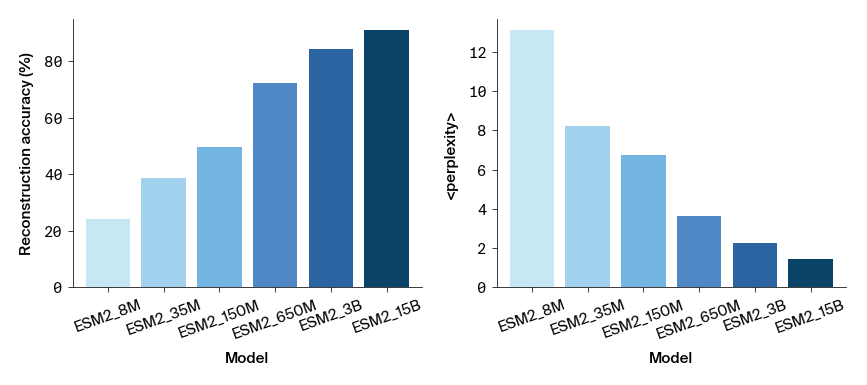 Reconstruction accuracy (%)
80
60
40
20
0
ESM2_8M
ESM2_35M
ESM2_150M
ESM2_650M
ESM2_3B
ESM2_15B
Model
<perplexity>
12
10
8
6
4
2
0
ESM2_8M
ESM2_35M
ESM2_150M
ESM2_650M
ESM2_3B
ESM2_15B
Model